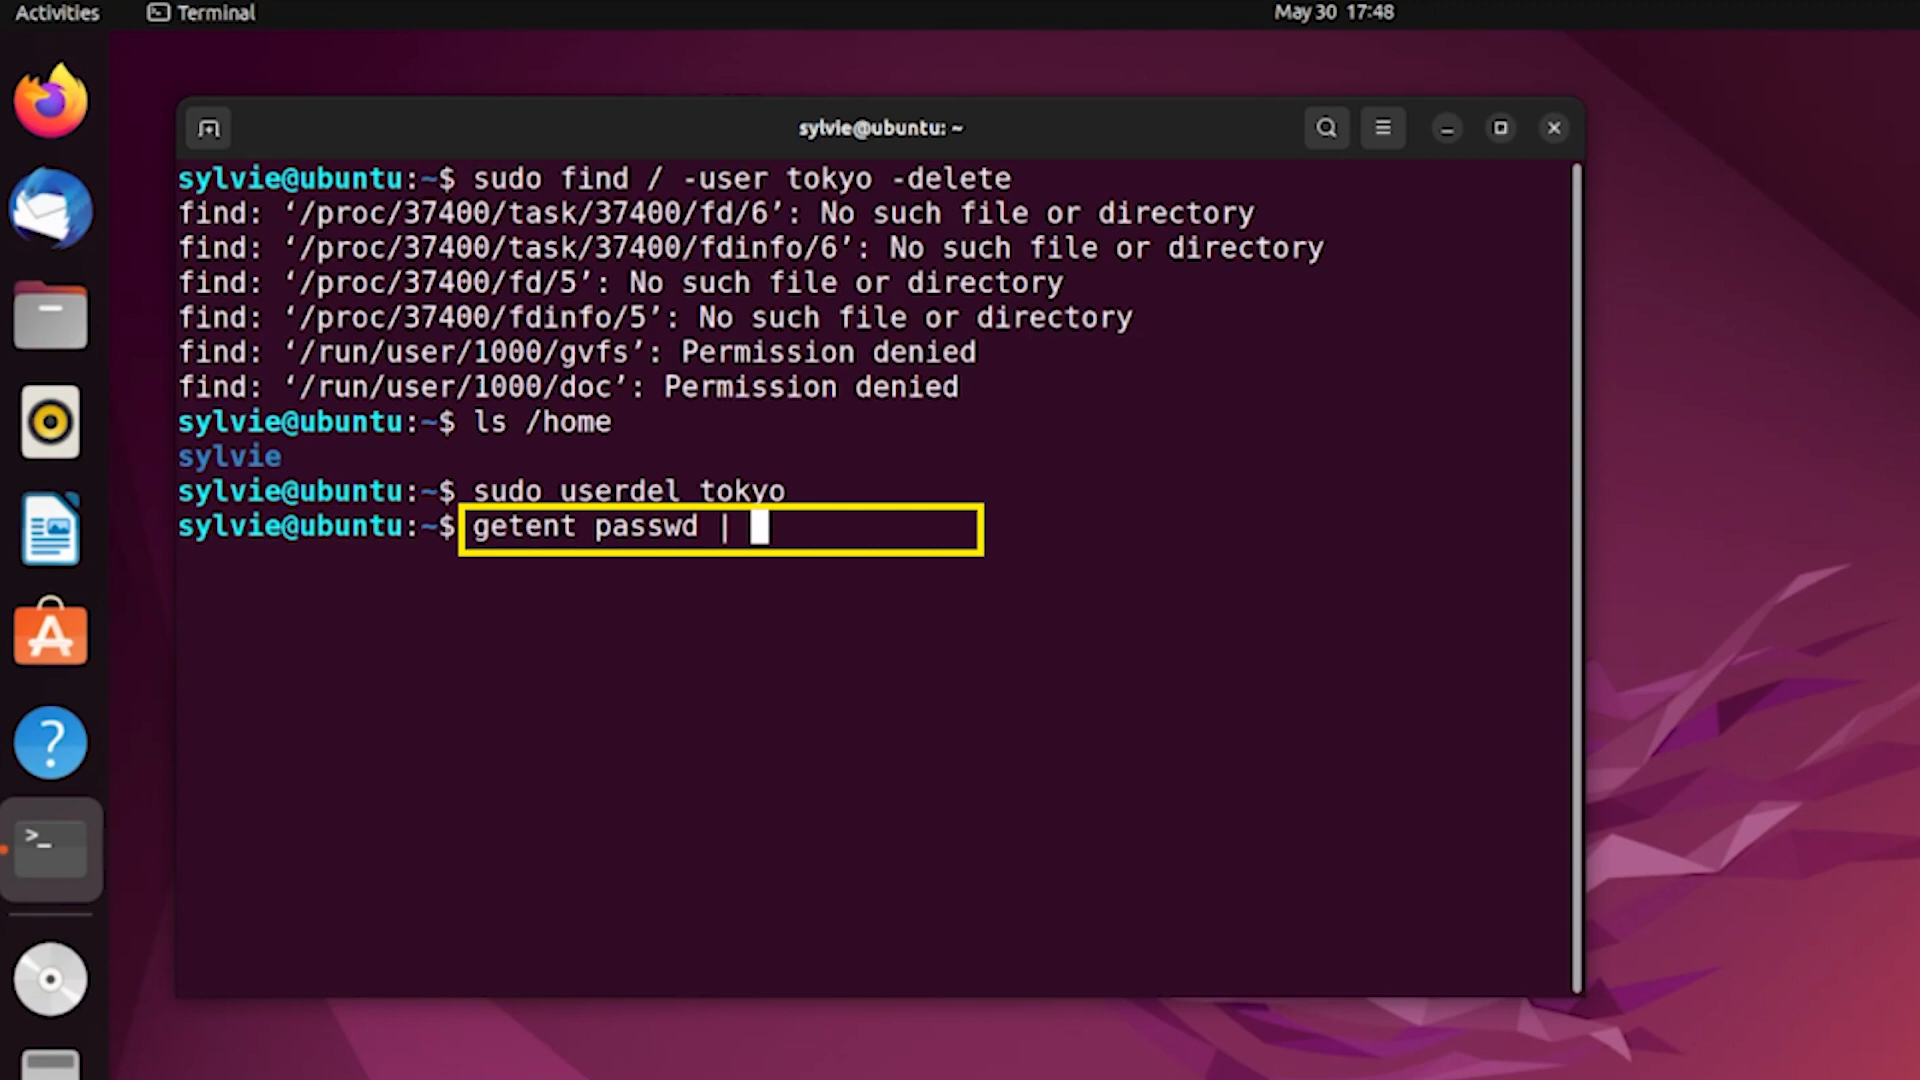 Activities Terminal May 30 17:48
sylvie@ubuntu: ~
sylvie@ubuntu:~$ sudo find / -user tokyo -delete
find: ‘/proc/37400/task/37400/fd/6’: No such file or directory
find: ‘/proc/37400/task/37400/fdinfo/6’: No such file or directory
find: ‘/proc/37400/fd/5’: No such file or directory
find: ‘/proc/37400/fdinfo/5’: No such file or directory
find: ‘/run/user/1000/gvfs’: Permission denied
find: ‘/run/user/1000/doc’: Permission denied
sylvie@ubuntu:~$ ls /home
sylvie
sylvie@ubuntu:~$ sudo userdel tokyo
sylvie@ubuntu:~$ getent passwd |